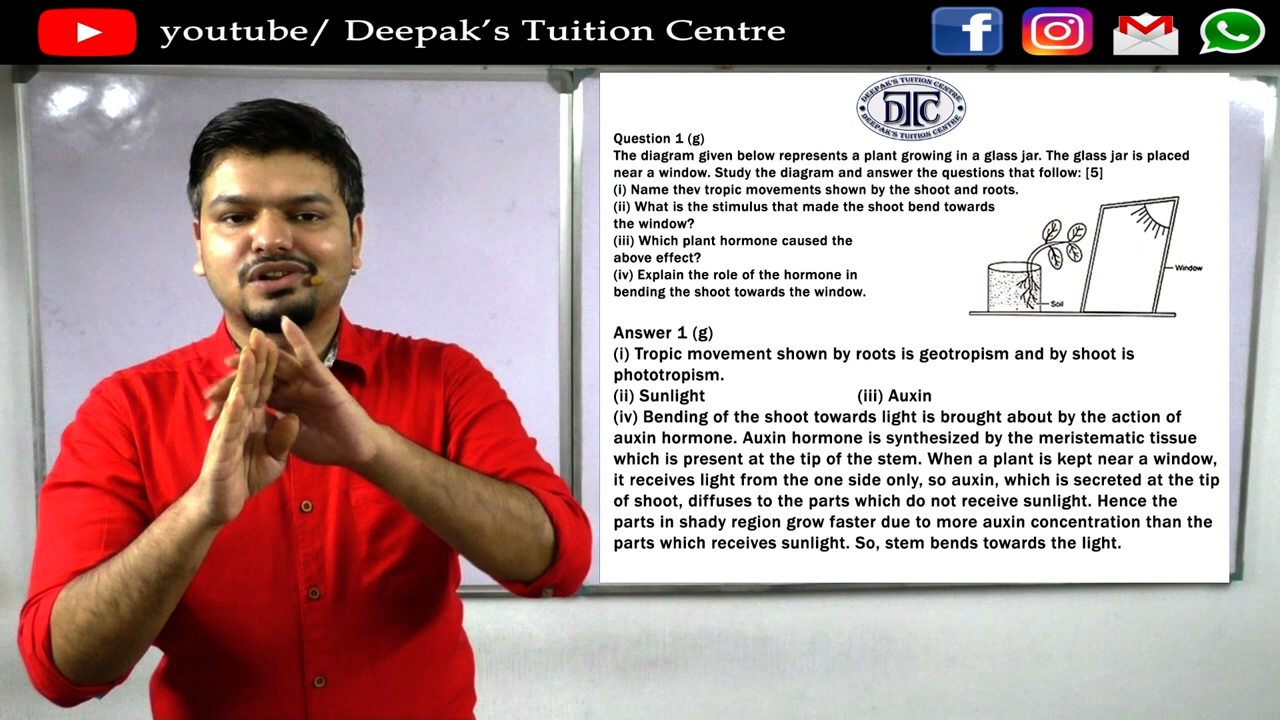 youtube/ Deepak’s Tuition Centre
DEEPAK'S TUITION CENTRE
DTC
DEEPAK'S TUITION CENTRE
Question 1 (g)
The diagram given below represents a plant growing in a glass jar. The glass jar is placed
near a window. Study the diagram and answer the questions that follow: [5]
(i) Name thev tropic movements shown by the shoot and roots.
(ii) What is the stimulus that made the shoot bend towards
the window?
(iii) Which plant hormone caused the
above effect?
(iv) Explain the role of the hormone in
bending the shoot towards the window.
Window
Soil
Answer 1 (g)
(i) Tropic movement shown by roots is geotropism and by shoot is
phototropism.
(ii) Sunlight (iii) Auxin
(iv) Bending of the shoot towards light is brought about by the action of
auxin hormone. Auxin hormone is synthesized by the meristematic tissue
which is present at the tip of the stem. When a plant is kept near a window,
it receives light from the one side only, so auxin, which is secreted at the tip
of shoot, diffuses to the parts which do not receive sunlight. Hence the
parts in shady region grow faster due to more auxin concentration than the
parts which receives sunlight. So, stem bends towards the light.